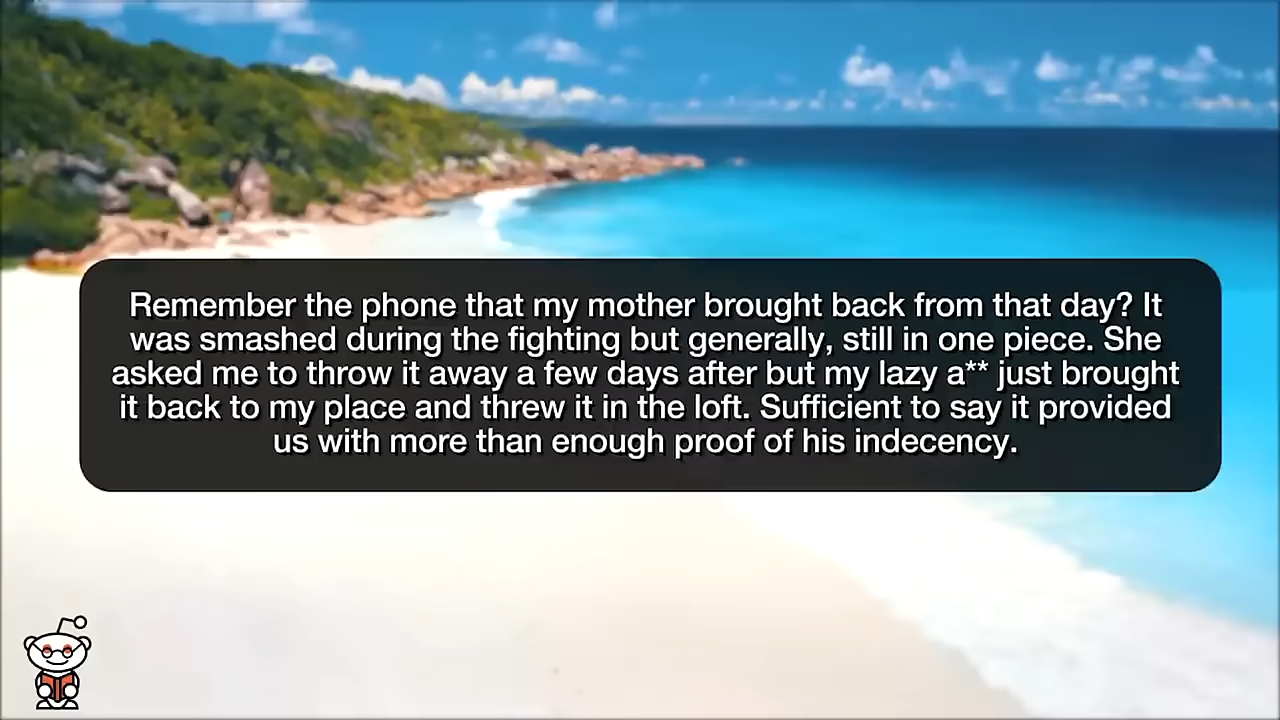 Remember the phone that my mother brought back from that day? It
was smashed during the fighting but generally, still in one piece. She
asked me to throw it away a few days after but my lazy a** just brought
it back to my place and threw it in the loft. Sufficient to say it provided
us with more than enough proof of his indecency.